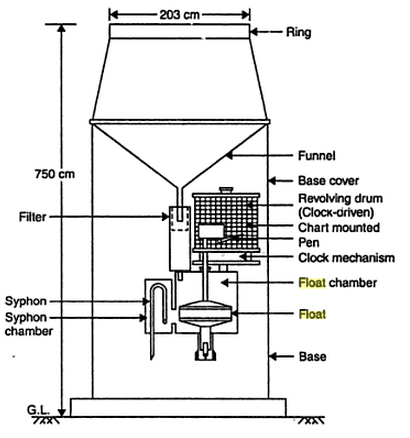 203 cm
Ring
750 cm
Funnel
Base cover
Revolving drum
(Clock-driven)
Filter
Chart mounted
Pen
Clock mechanism
Float chamber
Syphon
Syphon
chamber
Float
Base
G.L.